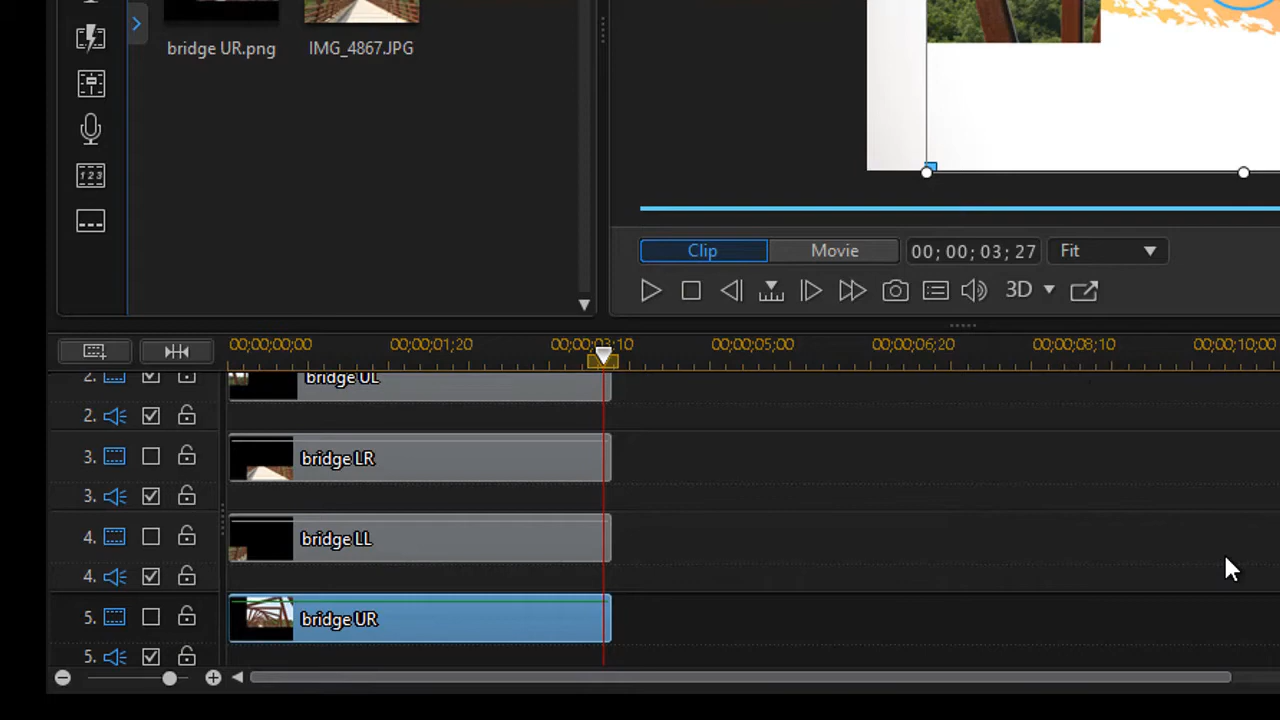 bridge UR.png
IMG_4867.JPG
123
Clip
Movie
00; 00; 03; 27
Fit
3D
00;00;00;00
00;00;01;20
00;00;03;10
00;00;05;00
00;00;06;20
00;00;08;10
00;00;10;00
2.
bridge UL
2.
3.
bridge LR
3.
4.
bridge LL
4.
5.
bridge UR
5.